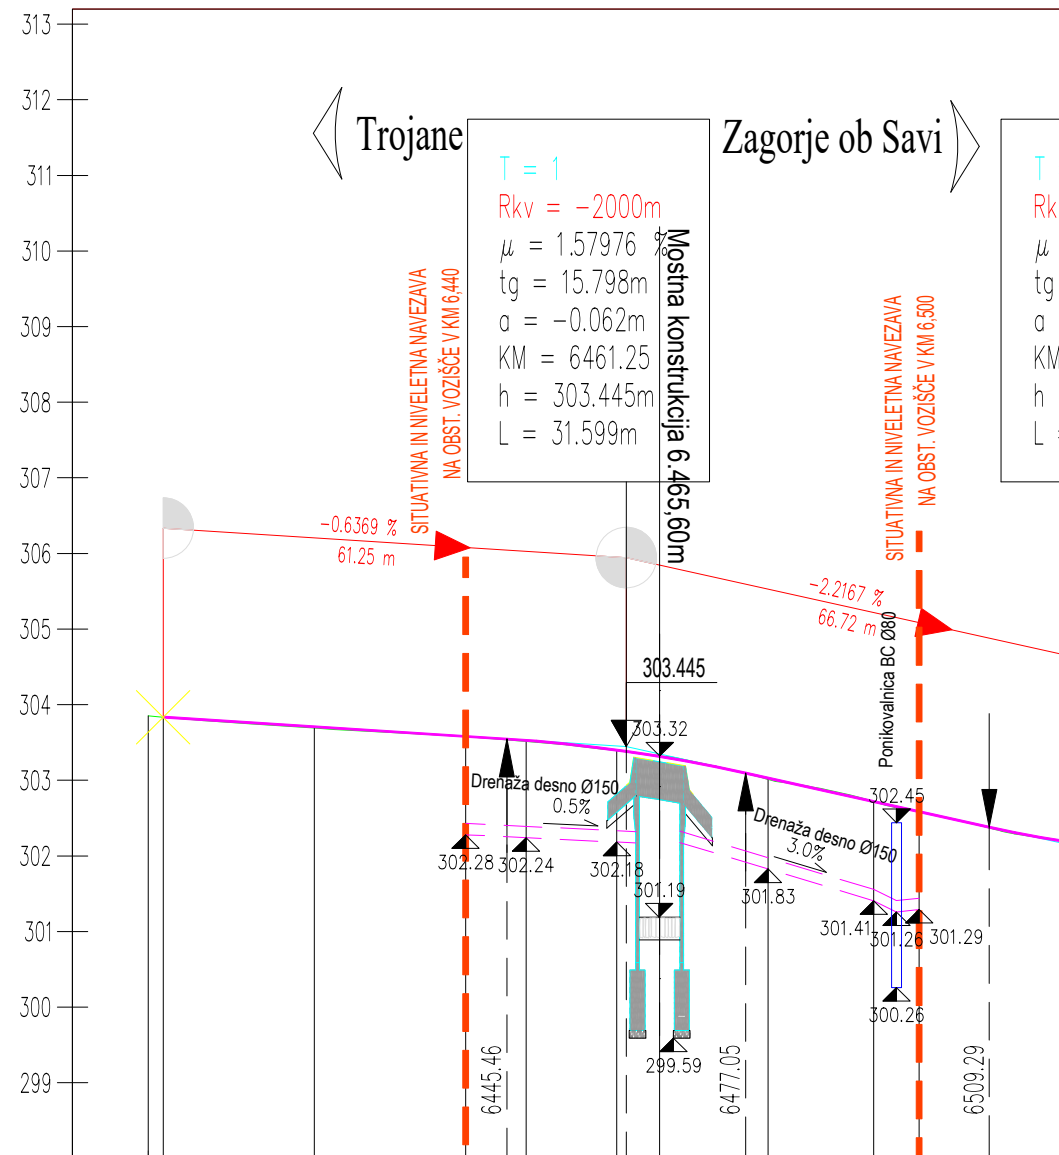 313
312
311
310
309
308
307
306
305
304
303
302
301
300
299
Trojane
Zagorje ob Savi
T = 1
Rkv = -2000m
μ = 1.57976 %
tg = 15.798m
a = -0.062m
KM = 6461.25
h = 303.445m
L = 31.599m
Mostna konstrukcija 6.465,60m
T
Rk
μ
tg
a
KM
h
L =
SITUATIVNA IN NIVELETNA NAVEZAVA
NA OBST. VOZIŠČE V KM 6,440
SITUATIVNA IN NIVELETNA NAVEZAVA
NA OBST. VOZIŠČE V KM 6,500
-0.6369 %
61.25 m
-2.2167 %
66.72 m
Ponikovalnica BC Ø80
303.445
303.32
Drenaža desno Ø150
0.5%
Drenaža desno Ø150
3.0%
302.45
302.28
302.24
302.18
301.19
301.83
301.41
301.26
301.29
300.26
299.59
6445.46
6477.05
6509.29